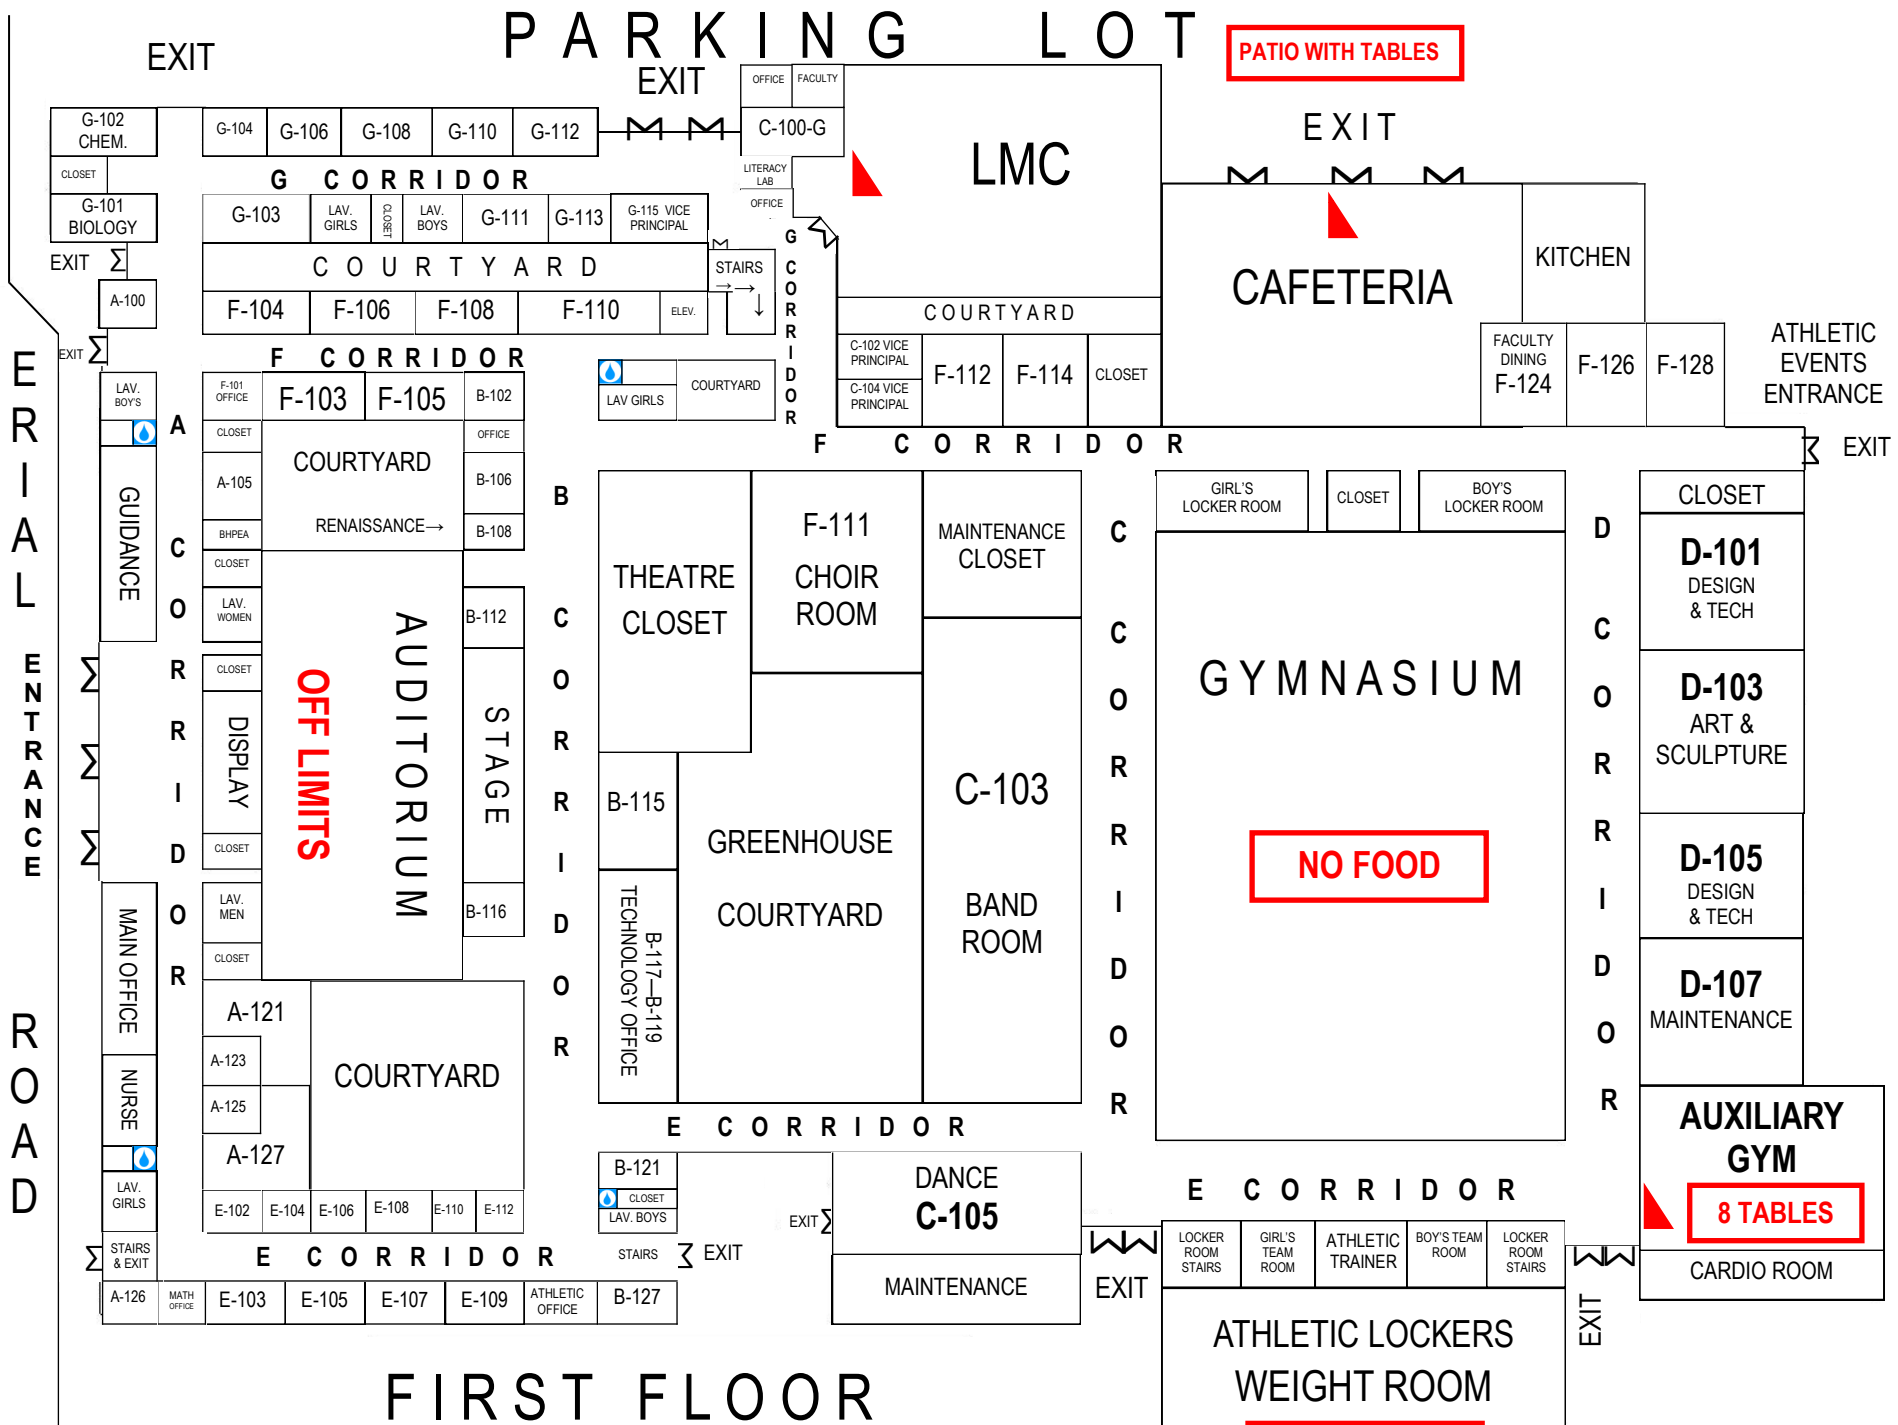 PARKING LOT
PATIO WITH TABLES
EXIT
EXIT
OFFICE
FACULTY
G-102
CHEM.
G-104
G-106
G-108
G-110
G-112
C-100-G
LMC
EXIT
CLOSET
G CORRIDOR
LITERACY
LAB
OFFICE
G-101
BIOLOGY
G-103
LAV.
GIRLS
CLOSET
LAV.
BOYS
G-111
G-113
G-115 VICE
PRINCIPAL
EXIT
COURTYARD
STAIRS
→→
↓
G CORRIDOR
KITCHEN
CAFETERIA
A-100
F-104
F-106
F-108
F-110
ELEV.
COURTYARD
EXIT
F CORRIDOR
C-102 VICE
PRINCIPAL
C-104 VICE
PRINCIPAL
F-112
F-114
CLOSET
FACULTY
DINING
F-124
F-126
F-128
ATHLETIC
EVENTS
ENTRANCE
LAV.
BOY'S
F-101
OFFICE
F-103
F-105
B-102
LAV GIRLS
COURTYARD
ERIAL
ROAD
ENTRANCE
A CORRIDOR
CLOSET
OFFICE
F CORRIDOR
EXIT
GUIDANCE
A-105
COURTYARD
B-106
BHPEA
RENAISSANCE→
B-108
B CORRIDOR
CLOSET
LAV.
WOMEN
B-112
CLOSET
DISPLAY
OFF LIMITS
AUDITORIUM
STAGE
CLOSET
LAV.
MEN
B-116
CLOSET
THEATRE
CLOSET
F-111
CHOIR
ROOM
MAINTENANCE
CLOSET
C CORRIDOR
GIRL'S
LOCKER ROOM
CLOSET
BOY'S
LOCKER ROOM
D CORRIDOR
CLOSET
D-101
DESIGN
& TECH
GYMNASIUM
D-103
ART &
SCULPTURE
B-115
C-103
BAND
ROOM
GREENHOUSE
COURTYARD
NO FOOD
D-105
DESIGN
& TECH
B-117—B-119
TECHNOLOGY OFFICE
D-107
MAINTENANCE
MAIN OFFICE
A-121
A-123
COURTYARD
NURSE
A-125
A-127
E CORRIDOR
AUXILIARY
GYM
8 TABLES
LAV.
GIRLS
E-102
E-104
E-106
E-108
E-110
E-112
B-121
CLOSET
LAV. BOYS
DANCE
C-105
EXIT
E CORRIDOR
STAIRS
& EXIT
E CORRIDOR
STAIRS
EXIT
MAINTENANCE
EXIT
LOCKER
ROOM
STAIRS
GIRL'S
TEAM
ROOM
ATHLETIC
TRAINER
BOY'S TEAM
ROOM
LOCKER
ROOM
STAIRS
EXIT
CARDIO ROOM
A-126
MATH
OFFICE
E-103
E-105
E-107
E-109
ATHLETIC
OFFICE
B-127
ATHLETIC LOCKERS
WEIGHT ROOM
FIRST FLOOR